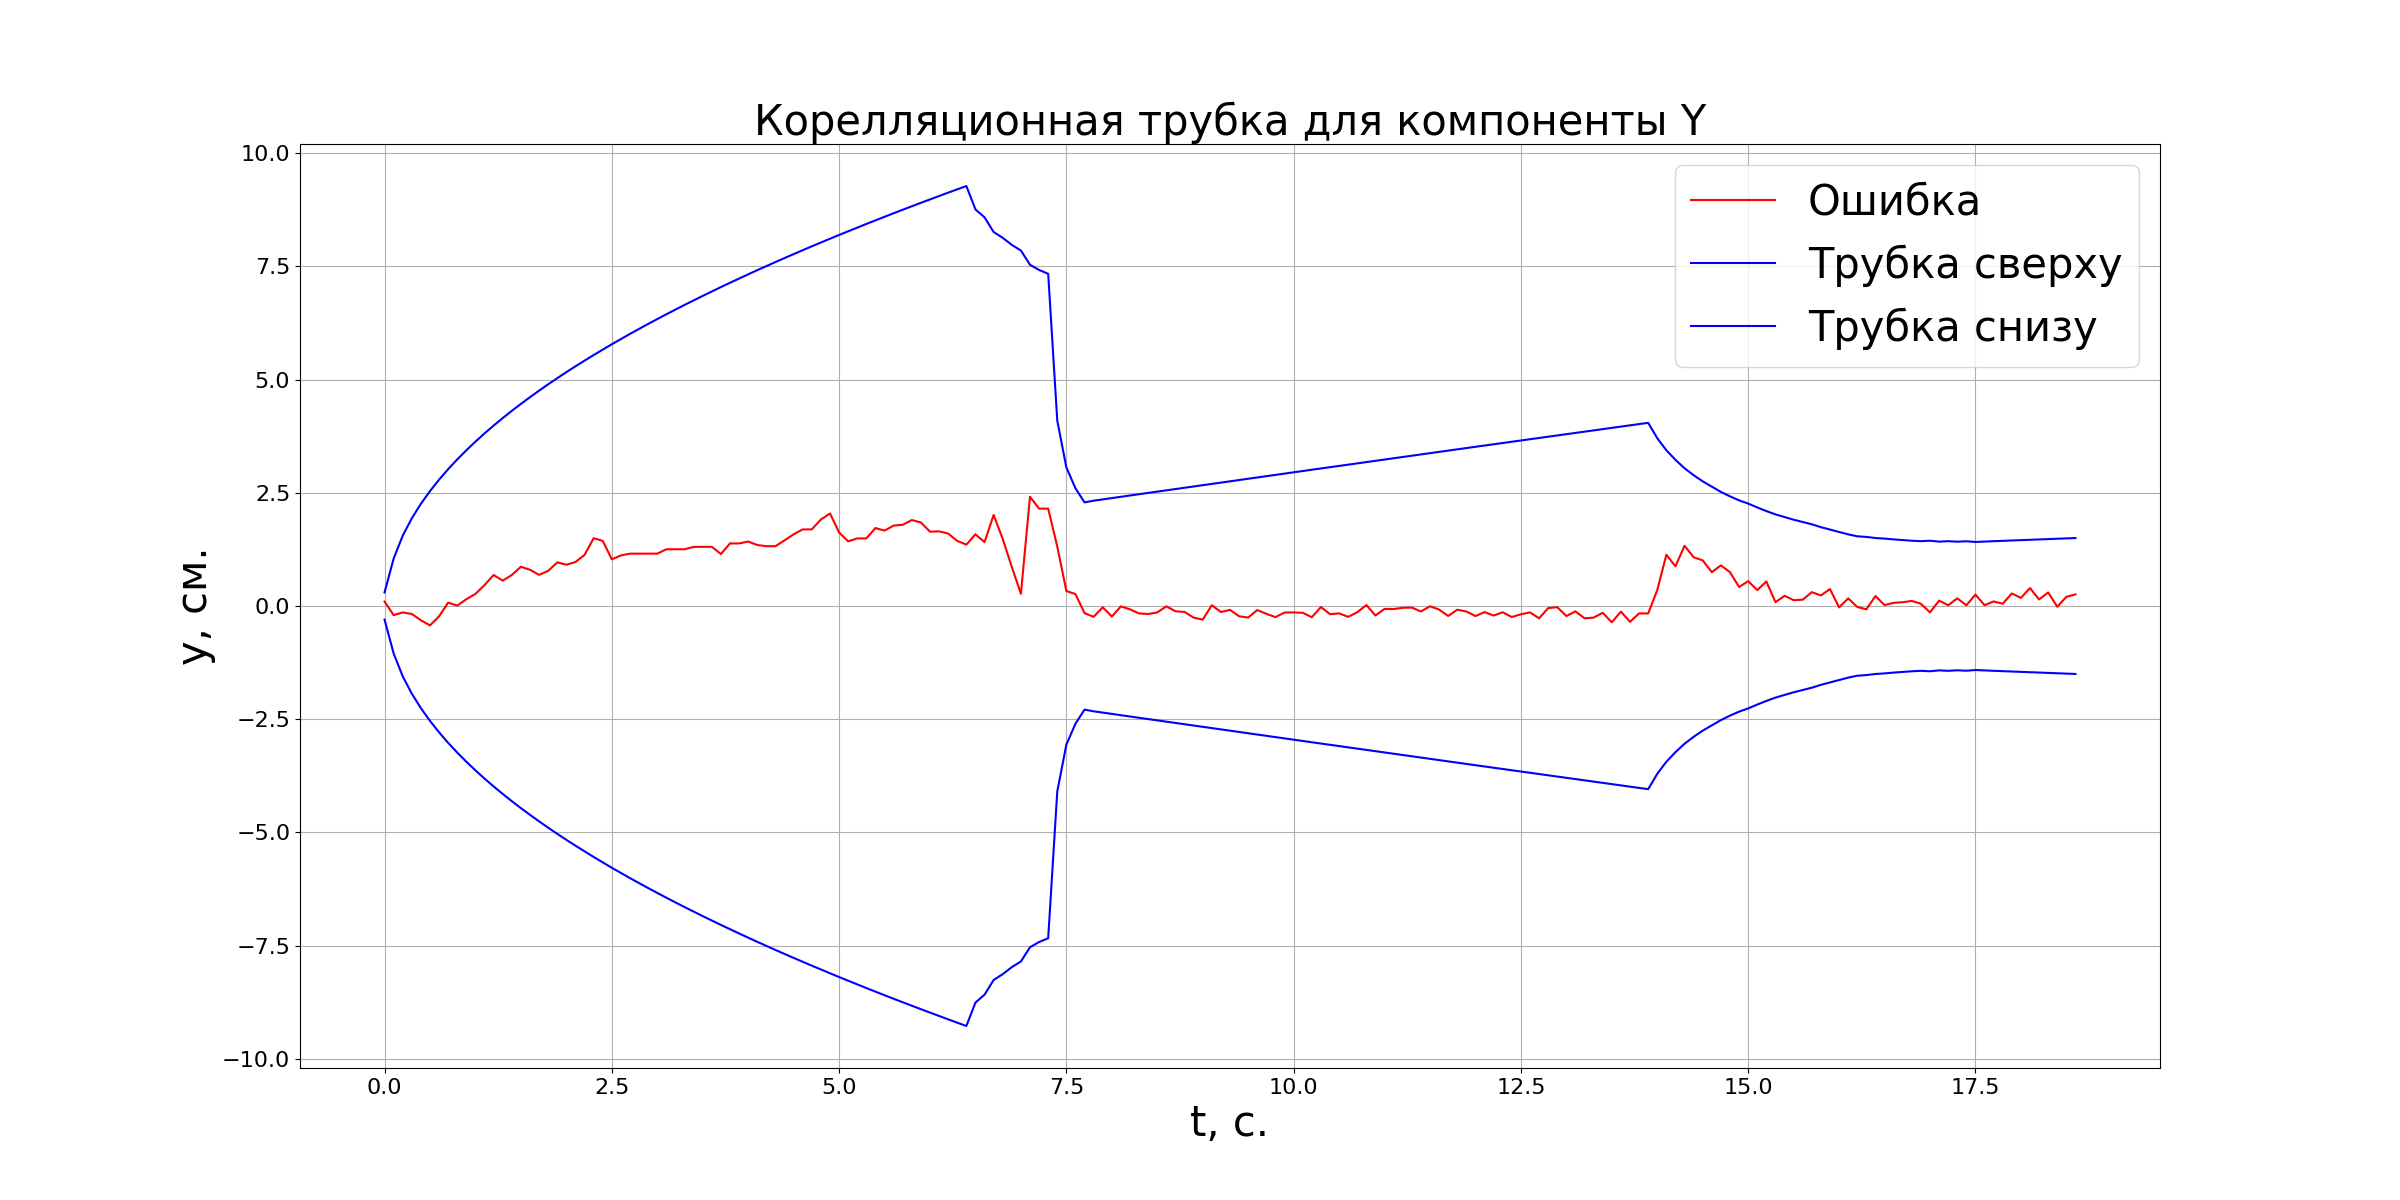 Корелляционная трубка для компоненты Y
10.0
7.5
5.0
2.5
0.0
−2.5
−5.0
−7.5
−10.0
y, см.
Ошибка
Трубка сверху
Трубка снизу
0.0 2.5 5.0 7.5 10.0 12.5 15.0 17.5
t, с.